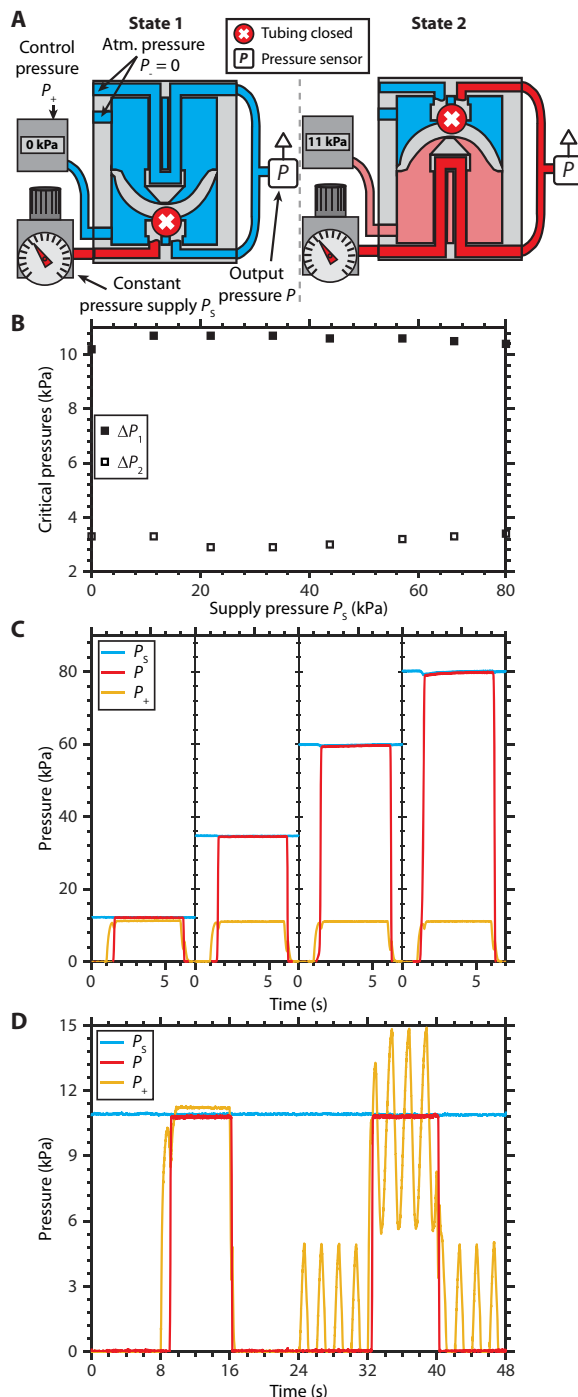 A
State 1
State 2
Control
pressure
P+
Atm. pressure
P- = 0
Tubing closed
P Pressure sensor
0 kPa
11 kPa
P
P
Constant
pressure supply Ps
Output
pressure P
B
Critical pressures (kPa)
10
8
6
4
2
ΔP1
ΔP2
0 20 40 60 80
Supply pressure Ps (kPa)
C
Pressure (kPa)
80
60
40
20
0
Ps
P
P+
0 5 0 5 0 5 0 5
Time (s)
D
Pressure (kPa)
15
12
9
6
3
0
Ps
P
P+
0 8 16 24 32 40 48
Time (s)